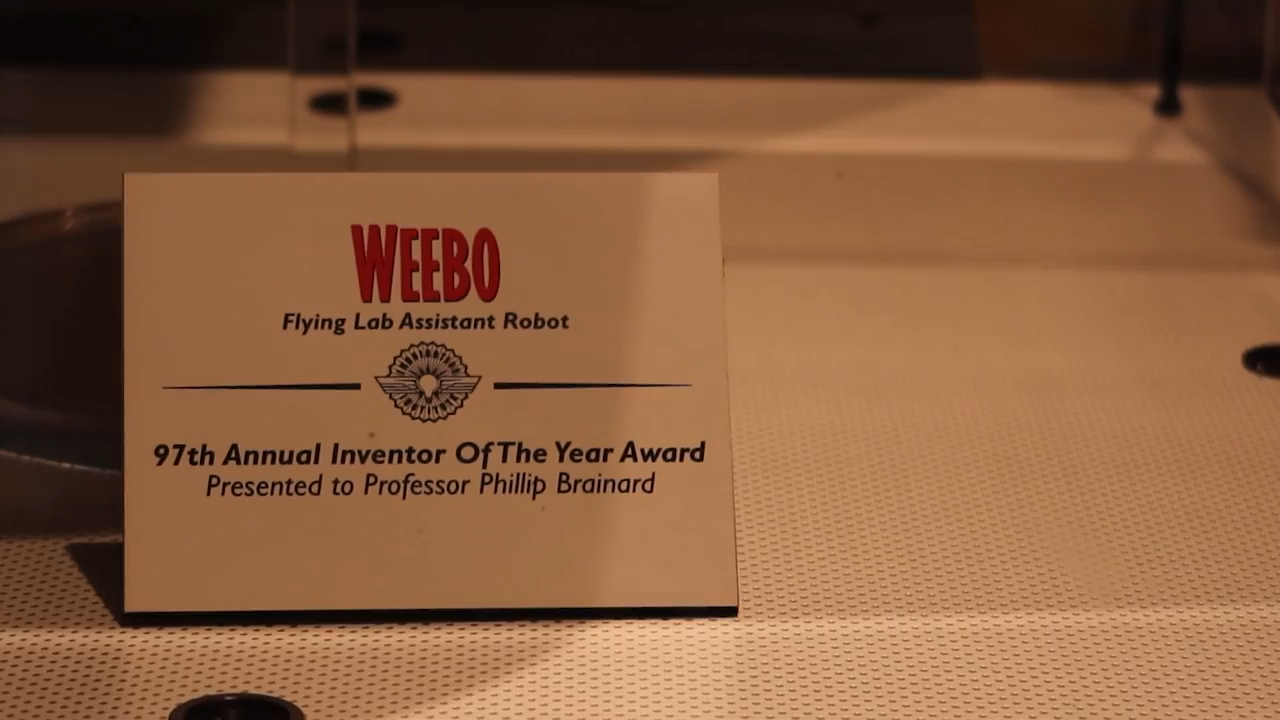 WEEBO
Flying Lab Assistant Robot
97th Annual Inventor Of The Year Award
Presented to Professor Phillip Brainard